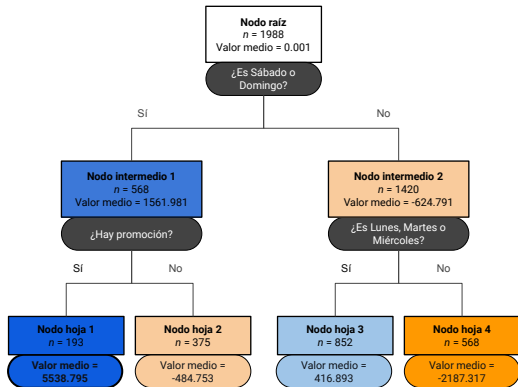 Nodo raíz
n = 1988
Valor medio = 0.001
¿Es Sábado o
Domingo?
Sí
No
Nodo intermedio 1
n = 568
Valor medio = 1561.981
Nodo intermedio 2
n = 1420
Valor medio = -624.791
¿Hay promoción?
¿Es Lunes, Martes o
Miércoles?
Sí
No
Sí
No
Nodo hoja 1
n = 193
Valor medio =
5538.795
Nodo hoja 2
n = 375
Valor medio =
-484.753
Nodo hoja 3
n = 852
Valor medio =
416.893
Nodo hoja 4
n = 568
Valor medio =
-2187.317